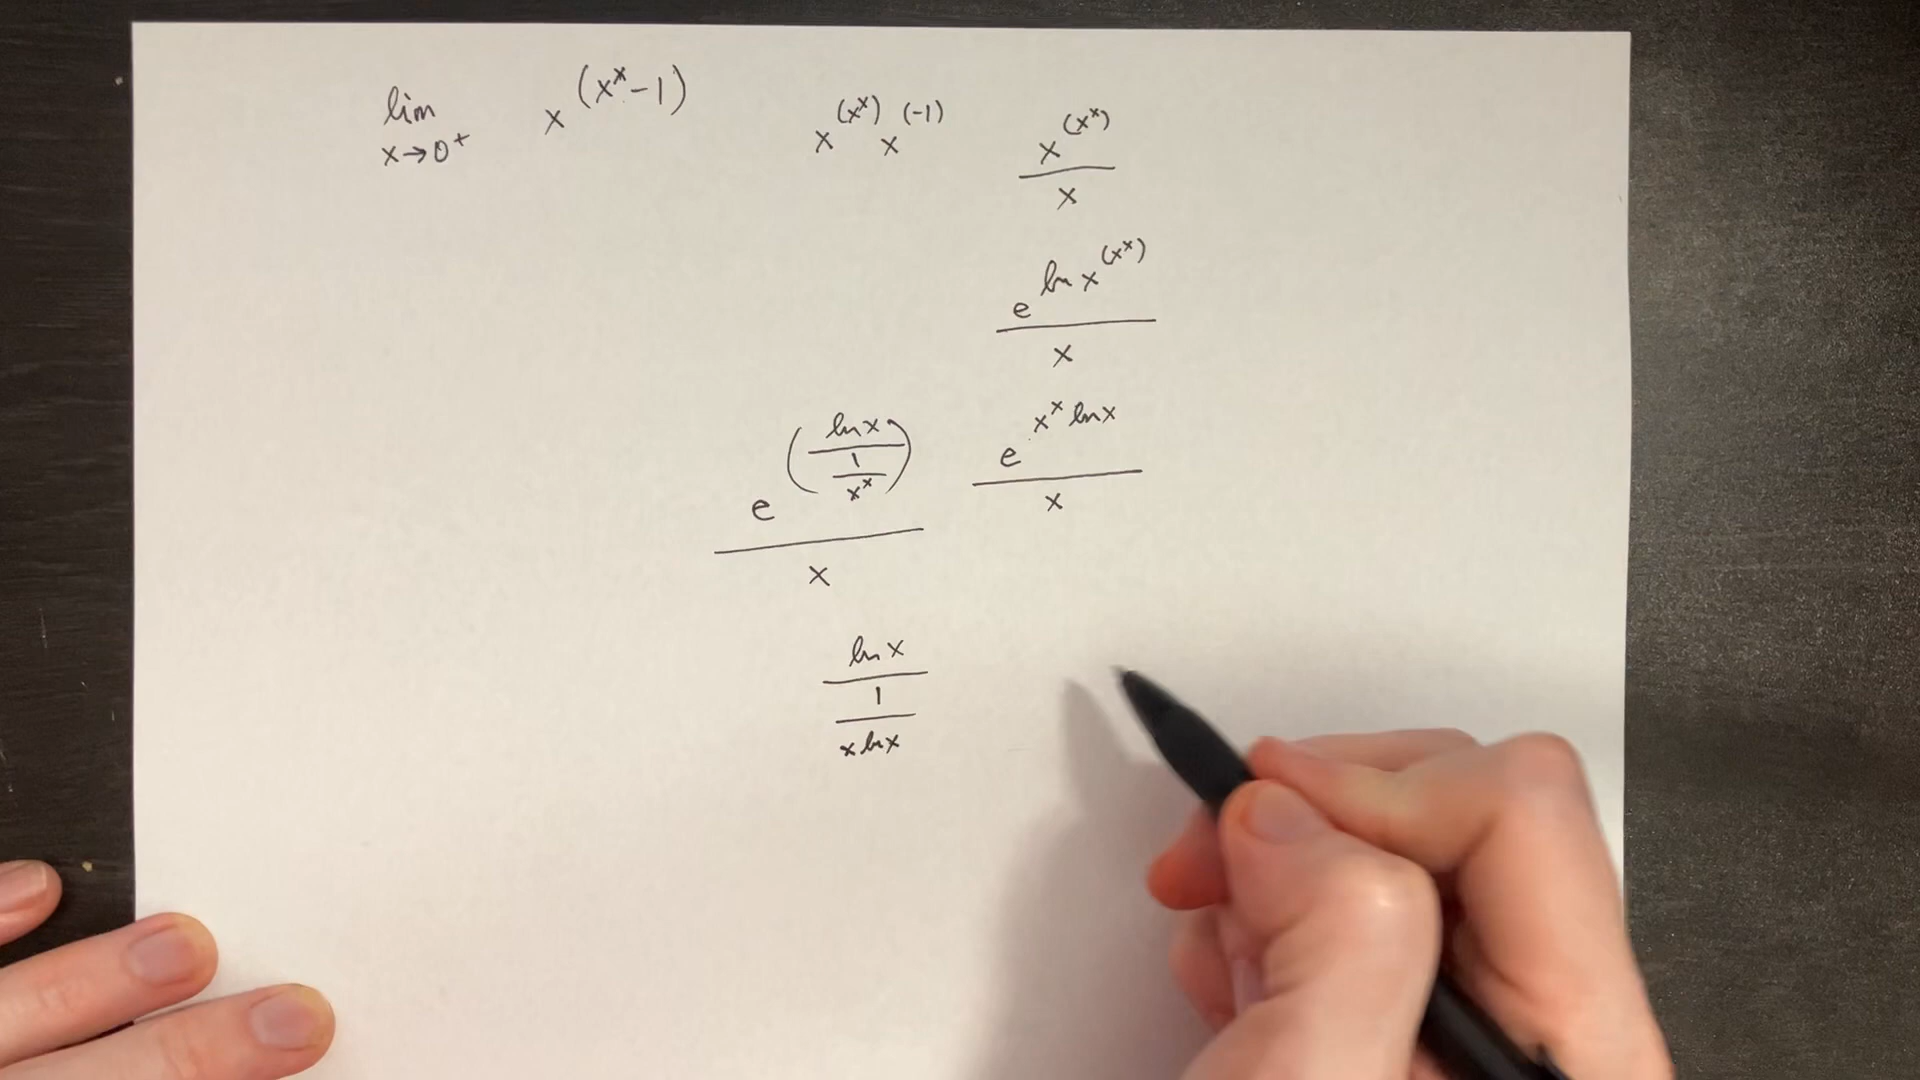 lim x→0⁺ x^(x^x-1) x^(x^x) x^(-1) x^(x^x)/x
e^(ln x^(x^x))/x
e^(ln x/(1/x^x))/x e^(x^x ln x)/x
ln x/(1/(x ln x))